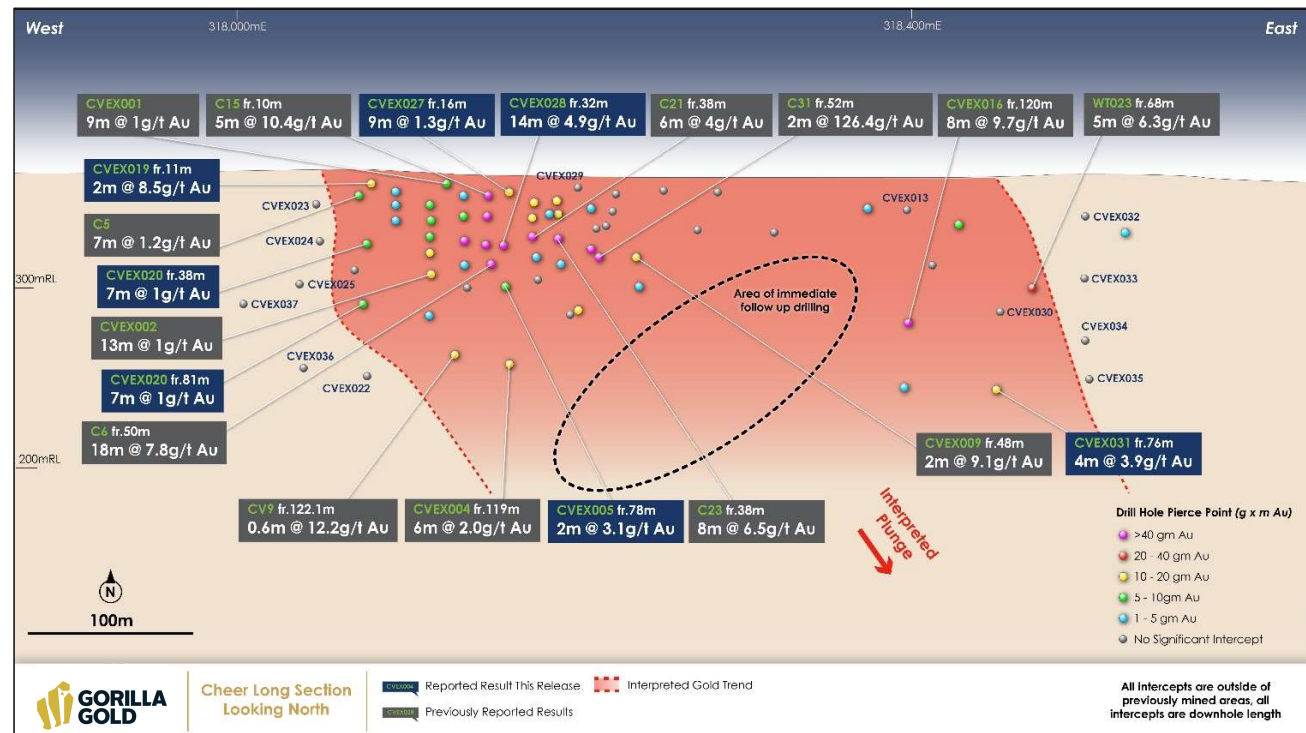 West
318,000mE
318,400mE
East
CVEX001
9m @ 1g/t Au
C15 fr.10m
5m @ 10.4g/t Au
CVEX027 fr.16m
9m @ 1.3g/t Au
CVEX028 fr.32m
14m @ 4.9g/t Au
C21 fr.38m
6m @ 4g/t Au
C31 fr.52m
2m @ 126.4g/t Au
CVEX016 fr.120m
8m @ 9.7g/t Au
WT023 fr.68m
5m @ 6.3g/t Au
CVEX019 fr.11m
2m @ 8.5g/t Au
CVEX029
CVEX023
CVEX013
CVEX032
C5
7m @ 1.2g/t Au
CVEX024
CVEX020 fr.38m
7m @ 1g/t Au
300mRL
CVEX025
CVEX033
Area of immediate
follow up drilling
CVEX037
CVEX030
CVEX034
CVEX002
13m @ 1g/t Au
CVEX036
CVEX022
CVEX035
CVEX020 fr.81m
7m @ 1g/t Au
C6 fr.50m
18m @ 7.8g/t Au
CVEX009 fr.48m
2m @ 9.1g/t Au
CVEX031 fr.76m
4m @ 3.9g/t Au
200mRL
CV9 fr.122.1m
0.6m @ 12.2g/t Au
CVEX004 fr.119m
6m @ 2.0g/t Au
CVEX005 fr.78m
2m @ 3.1g/t Au
C23 fr.38m
8m @ 6.5g/t Au
Interpreted
Plunge
Drill Hole Pierce Point (g x m Au)
>40 gm Au
20 - 40 gm Au
10 - 20 gm Au
5 - 10gm Au
1 - 5 gm Au
No Significant Intercept
N
100m
GORILLA
GOLD
Cheer Long Section
Looking North
CVEX004
Reported Result This Release
Interpreted Gold Trend
Previously Reported Results
All Intercepts are outside of
previously mined areas, all
intercepts are downhole length